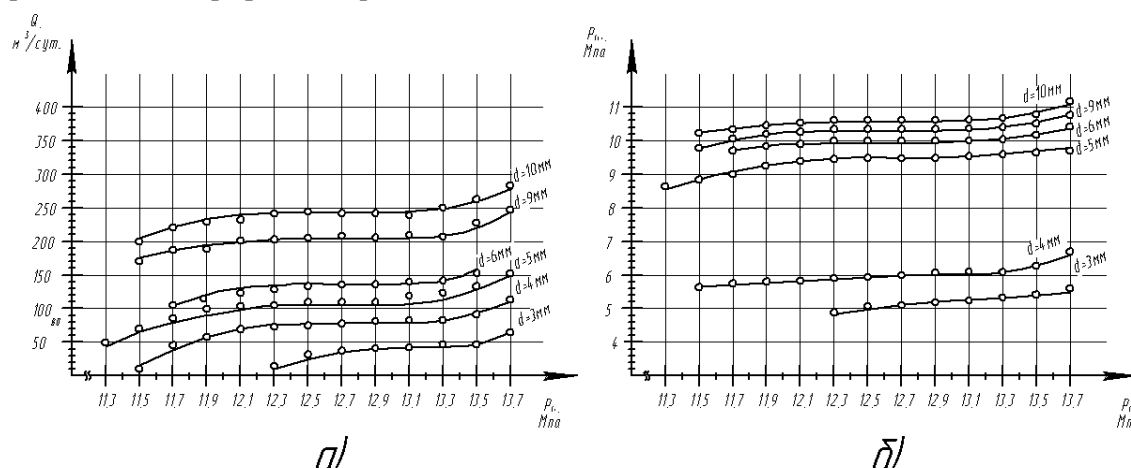 Q,
м³/сут.
400
350
300
250
200
150
100
50
d=10мм
d=9мм
d=6мм
d=5мм
d=4мм
d=3мм
11,3 11,5 11,7 11,9 12,1 12,3 12,5 12,7 12,9 13,1 13,3 13,5 13,7
Мпа
а)
Мпа
11
10
9
8
7
6
5
4
d=10мм
d=9мм
d=6мм
d=5мм
d=4мм
d=3мм
11,3 11,5 11,7 11,9 12,1 12,3 12,5 12,7 12,9 13,1 13,3 13,5 13,7
б)